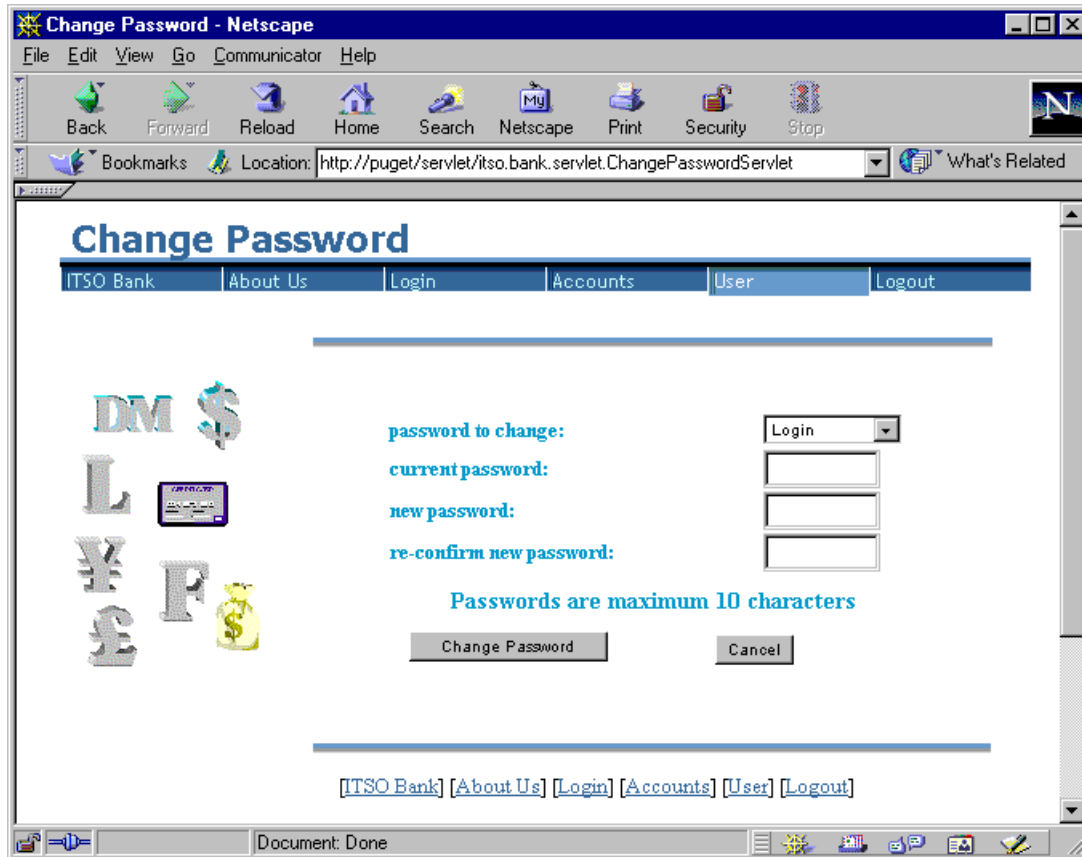 Change Password - Netscape
File Edit View Go Communicator Help
My
N
Back Forward Reload Home Search Netscape Print Security Stop
Bookmarks Location: http://puget/servlet/itso.bank.servlet.ChangePasswordServlet What's Related
Change Password
ITSO Bank About Us Login Accounts User Logout
DM $
L
¥ F
£ $
password to change: Login
current password:
new password:
re-confirm new password:
Passwords are maximum 10 characters
Change Password Cancel
[ITSO Bank] [About Us] [Login] [Accounts] [User] [Logout]
Document: Done